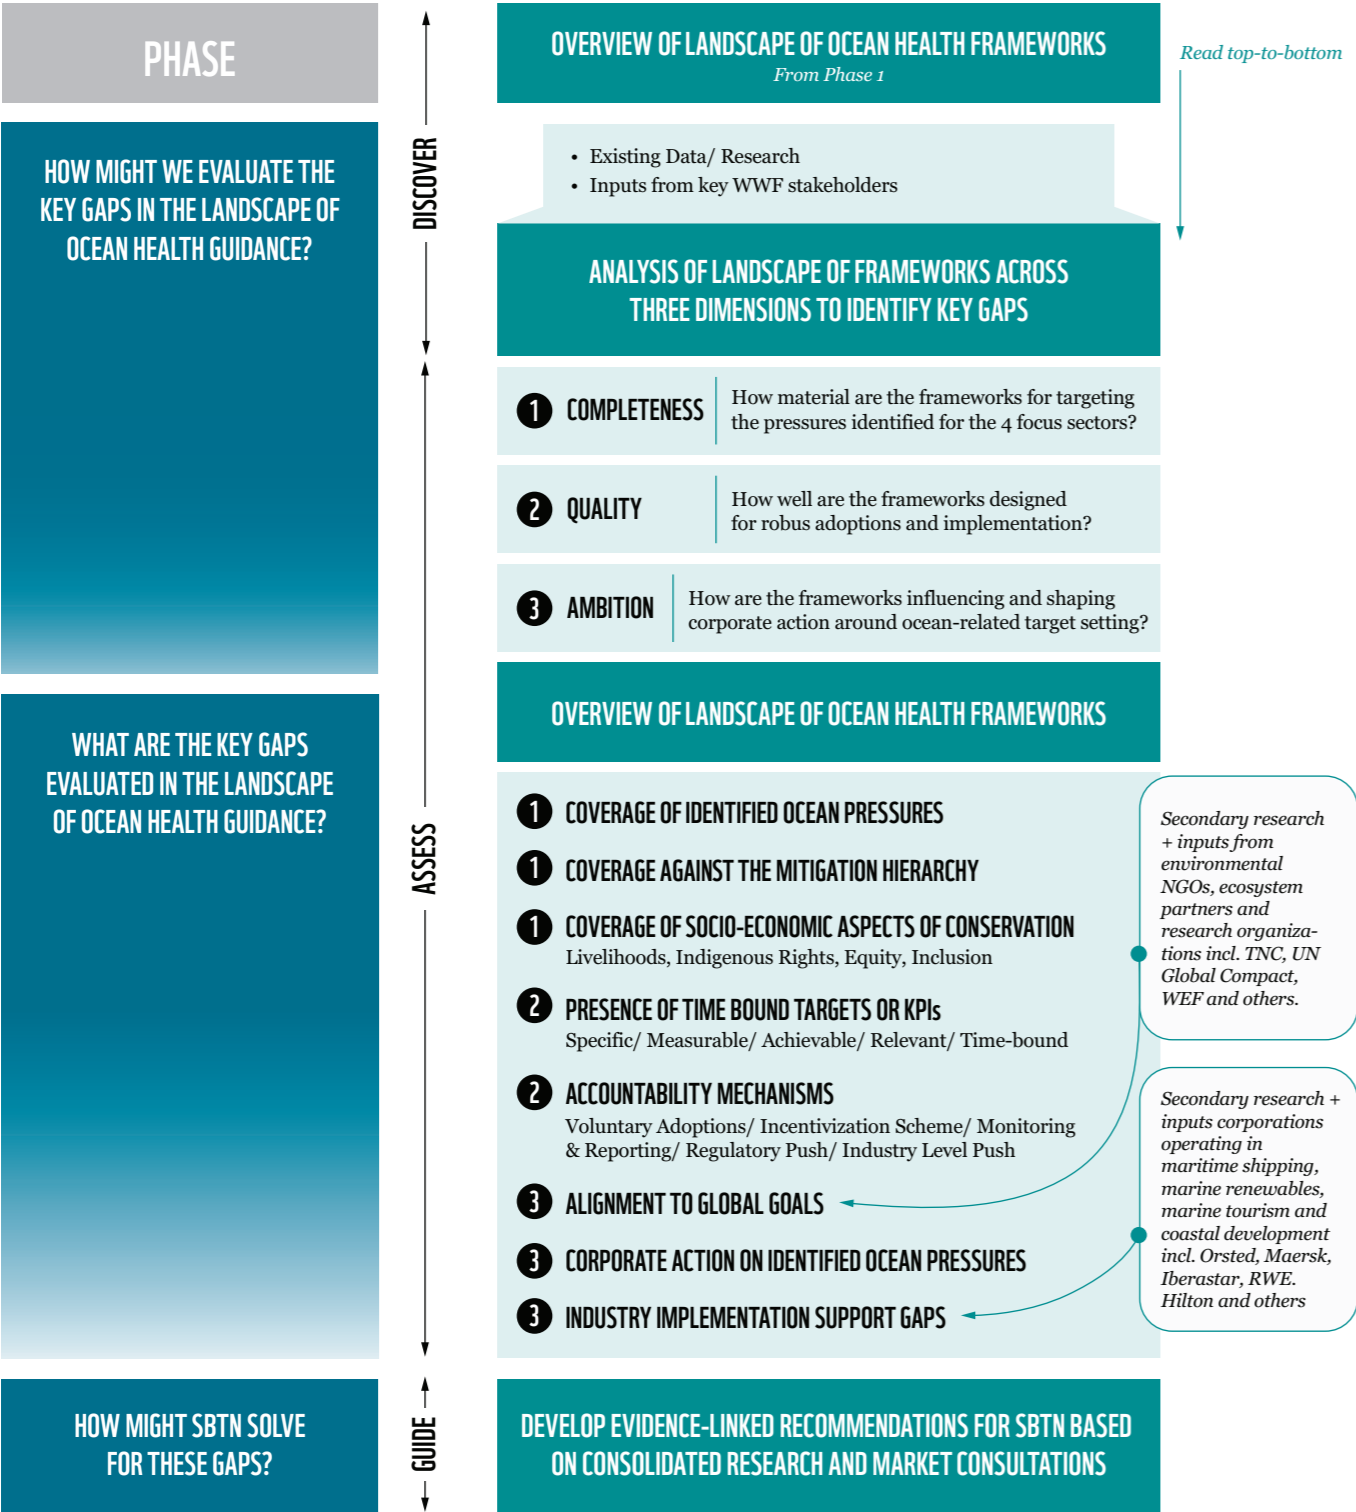 PHASE
OVERVIEW OF LANDSCAPE OF OCEAN HEALTH FRAMEWORKS
From Phase 1
Read top-to-bottom
HOW MIGHT WE EVALUATE THE
KEY GAPS IN THE LANDSCAPE OF
OCEAN HEALTH GUIDANCE?
DISCOVER
• Existing Data/ Research
• Inputs from key WWF stakeholders
ANALYSIS OF LANDSCAPE OF FRAMEWORKS ACROSS
THREE DIMENSIONS TO IDENTIFY KEY GAPS
1 COMPLETENESS
How material are the frameworks for targeting
the pressures identified for the 4 focus sectors?
2 QUALITY
How well are the frameworks designed
for robus adoptions and implementation?
3 AMBITION
How are the frameworks influencing and shaping
corporate action around ocean-related target setting?
WHAT ARE THE KEY GAPS
EVALUATED IN THE LANDSCAPE
OF OCEAN HEALTH GUIDANCE?
ASSESS
OVERVIEW OF LANDSCAPE OF OCEAN HEALTH FRAMEWORKS
1 COVERAGE OF IDENTIFIED OCEAN PRESSURES
1 COVERAGE AGAINST THE MITIGATION HIERARCHY
1 COVERAGE OF SOCIO-ECONOMIC ASPECTS OF CONSERVATION
Livelihoods, Indigenous Rights, Equity, Inclusion
2 PRESENCE OF TIME BOUND TARGETS OR KPIs
Specific/ Measurable/ Achievable/ Relevant/ Time-bound
2 ACCOUNTABILITY MECHANISMS
Voluntary Adoptions/ Incentivization Scheme/ Monitoring
& Reporting/ Regulatory Push/ Industry Level Push
3 ALIGNMENT TO GLOBAL GOALS
3 CORPORATE ACTION ON IDENTIFIED OCEAN PRESSURES
3 INDUSTRY IMPLEMENTATION SUPPORT GAPS
Secondary research
+ inputs from
environmental
NGOs, ecosystem
partners and
research organiza-
tions incl. TNC, UN
Global Compact,
WEF and others.
Secondary research +
inputs corporations
operating in
maritime shipping,
marine renewables,
marine tourism and
coastal development
incl. Orsted, Maersk,
Iberastar, RWE.
Hilton and others
HOW MIGHT SBTN SOLVE
FOR THESE GAPS?
GUIDE
DEVELOP EVIDENCE-LINKED RECOMMENDATIONS FOR SBTN BASED
ON CONSOLIDATED RESEARCH AND MARKET CONSULTATIONS